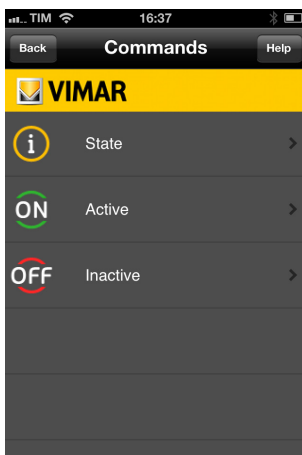 TIM 16:37
Back Commands Help
VIMAR
i State
ON Active
OFF Inactive